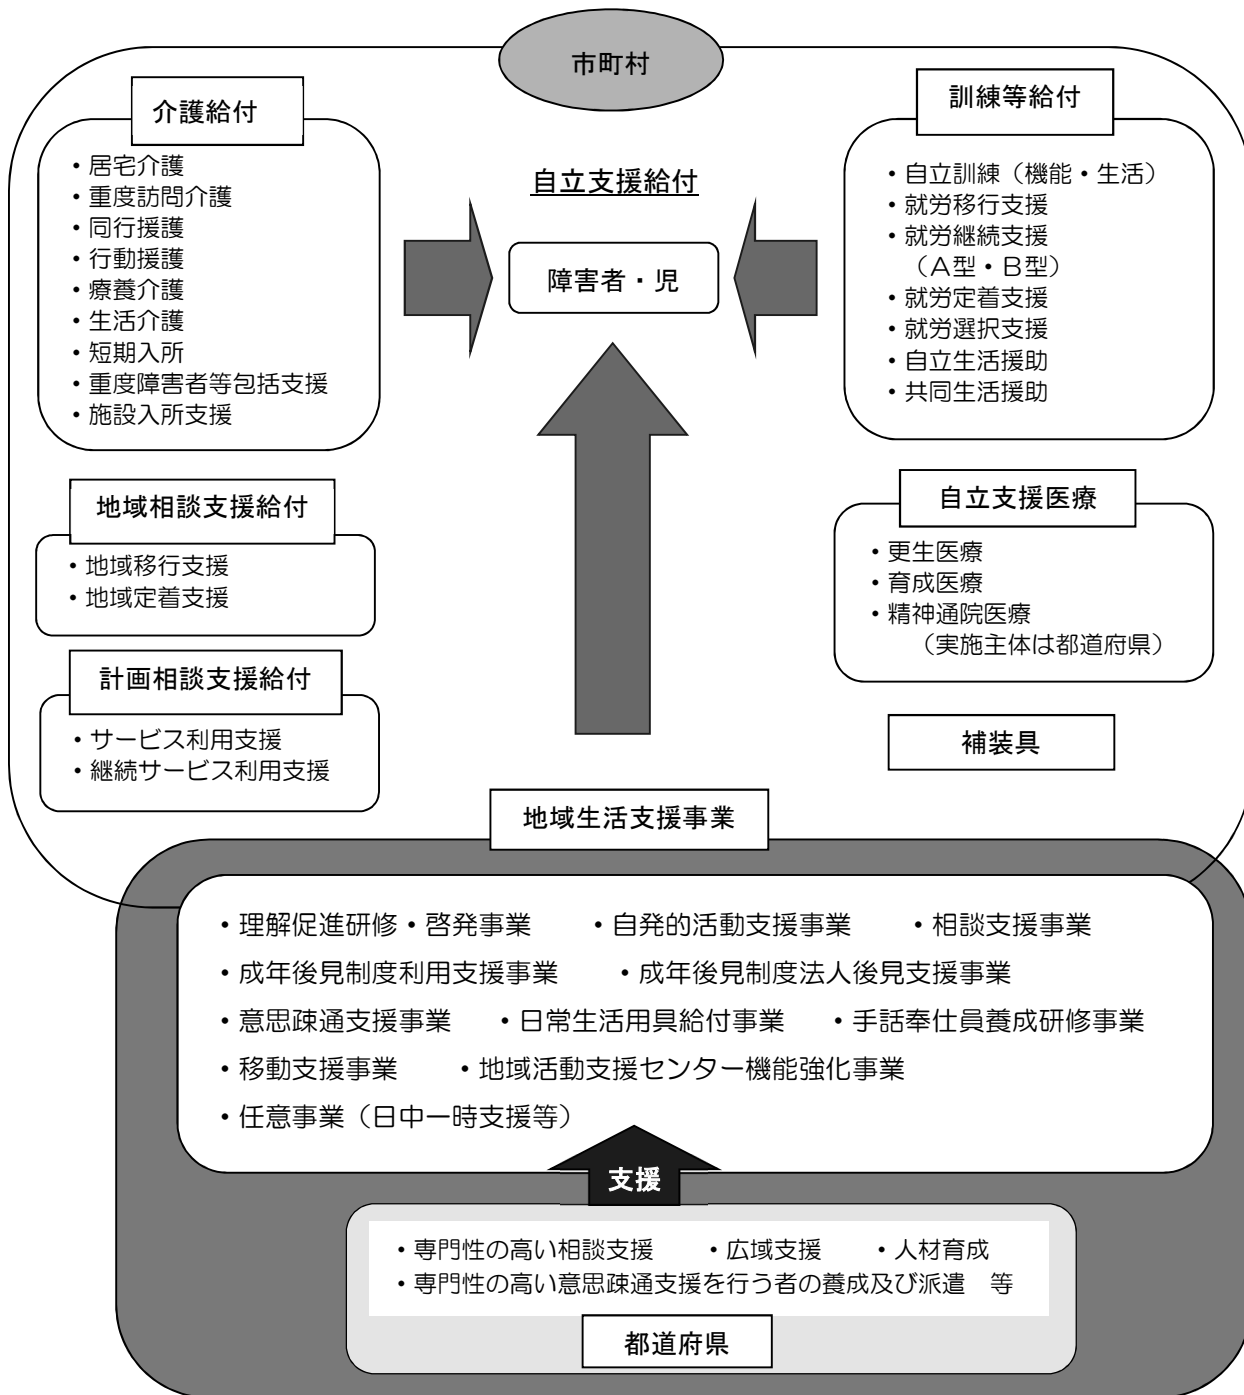 市町村
介護給付
・居宅介護
・重度訪問介護
・同行援護
・行動援護
・療養介護
・生活介護
・短期入所
・重度障害者等包括支援
・施設入所支援
自立支援給付
障害者・児
訓練等給付
・自立訓練（機能・生活）
・就労移行支援
・就労継続支援
（Ａ型・Ｂ型）
・就労定着支援
・就労選択支援
・自立生活援助
・共同生活援助
地域相談支援給付
・地域移行支援
・地域定着支援
自立支援医療
・更生医療
・育成医療
・精神通院医療
（実施主体は都道府県）
計画相談支援給付
・サービス利用支援
・継続サービス利用支援
補装具
地域生活支援事業
・理解促進研修・啓発事業　・自発的活動支援事業　・相談支援事業
・成年後見制度利用支援事業　・成年後見制度法人後見支援事業
・意思疎通支援事業　・日常生活用具給付事業　・手話奉仕員養成研修事業
・移動支援事業　・地域活動支援センター機能強化事業
・任意事業（日中一時支援等）
支援
・専門性の高い相談支援　・広域支援　・人材育成
・専門性の高い意思疎通支援を行う者の養成及び派遣　等
都道府県